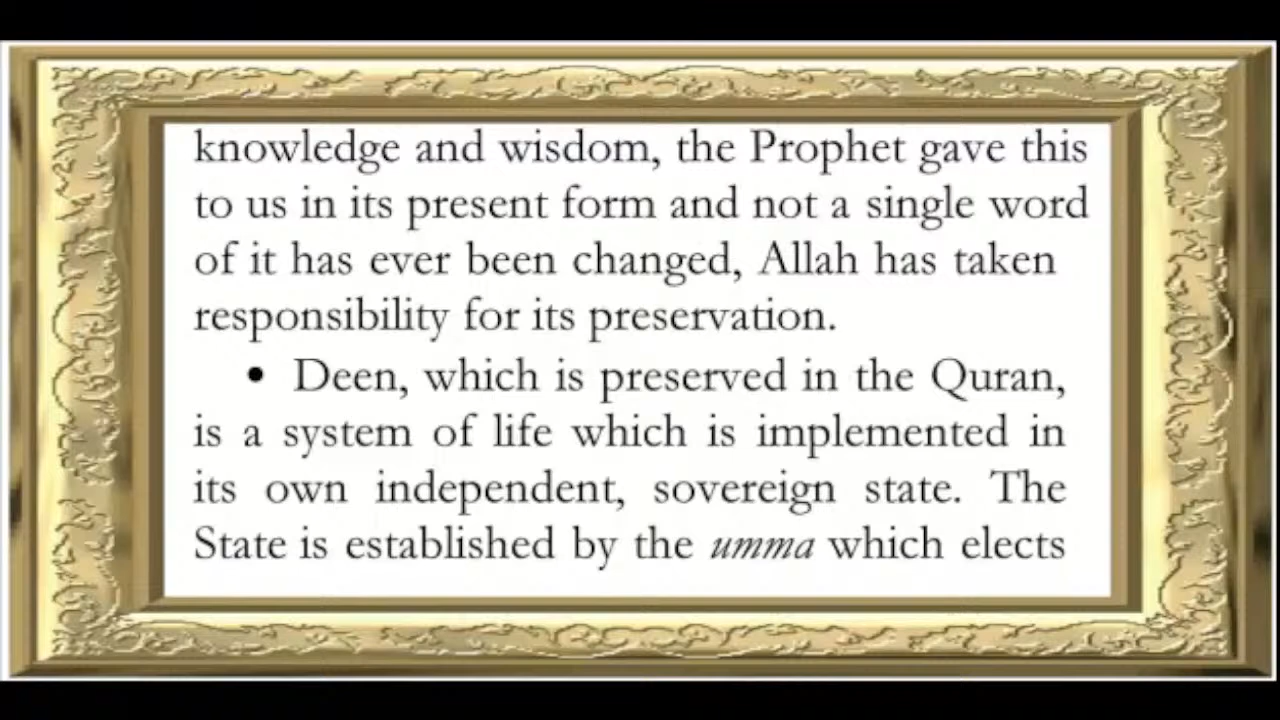 knowledge and wisdom, the Prophet gave this
to us in its present form and not a single word
of it has ever been changed, Allah has taken
responsibility for its preservation.
• Deen, which is preserved in the Quran,
is a system of life which is implemented in
its own independent, sovereign state. The
State is established by the umma which elects